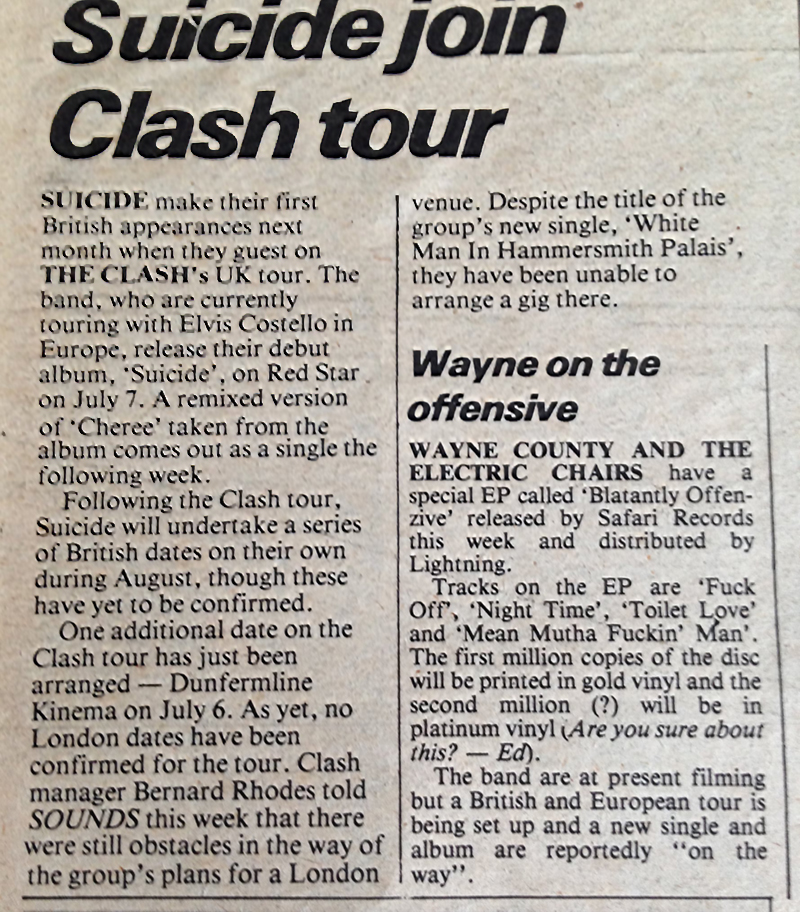 Suicide join
Clash tour
SUICIDE make their first
British appearances next
month when they guest on
THE CLASH's UK tour. The
band, who are currently
touring with Elvis Costello in
Europe, release their debut
album, 'Suicide', on Red Star
on July 7. A remixed version
of 'Cheree' taken from the
album comes out as a single the
following week.
Following the Clash tour,
Suicide will undertake a series
of British dates on their own
during August, though these
have yet to be confirmed.
One additional date on the
Clash tour has just been
arranged — Dunfermline
Kinema on July 6. As yet, no
London dates have been
confirmed for the tour. Clash
manager Bernard Rhodes told
SOUNDS this week that there
were still obstacles in the way of
the group's plans for a London
venue. Despite the title of the
group's new single, 'White
Man In Hammersmith Palais',
they have been unable to
arrange a gig there.
Wayne on the
offensive
WAYNE COUNTY AND THE
ELECTRIC CHAIRS have a
special EP called 'Blatantly Offen-
zive' released by Safari Records
this week and distributed by
Lightning.
Tracks on the EP are 'Fuck
Off', 'Night Time', 'Toilet Love'
and 'Mean Mutha Fuckin' Man'.
The first million copies of the disc
will be printed in gold vinyl and the
second million (?) will be in
platinum vinyl (Are you sure about
this? — Ed).
The band are at present filming
but a British and European tour is
being set up and a new single and
album are reportedly "on the
way".